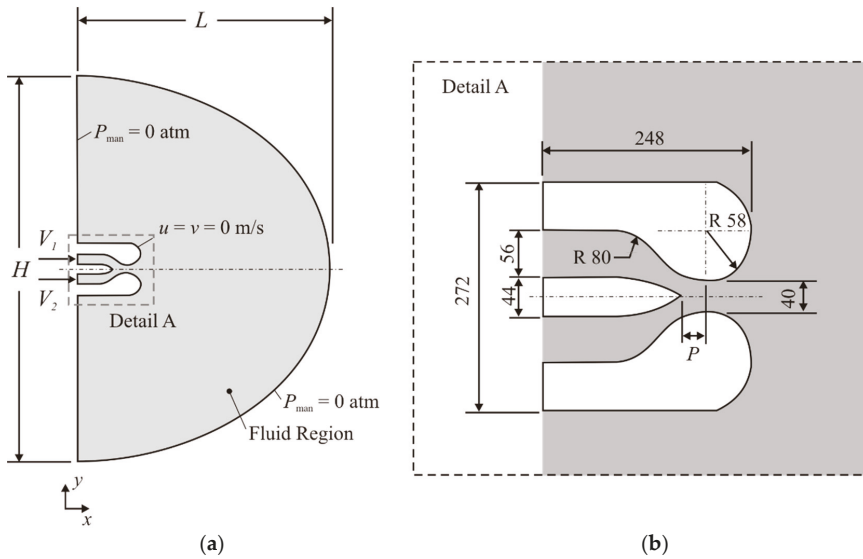 L
P_man = 0 atm
u = v = 0 m/s
V_1
H
V_2
Detail A
P_man = 0 atm
Fluid Region
y
x
(a)
Detail A
248
R 58
R 80
56
272
44
40
P
(b)